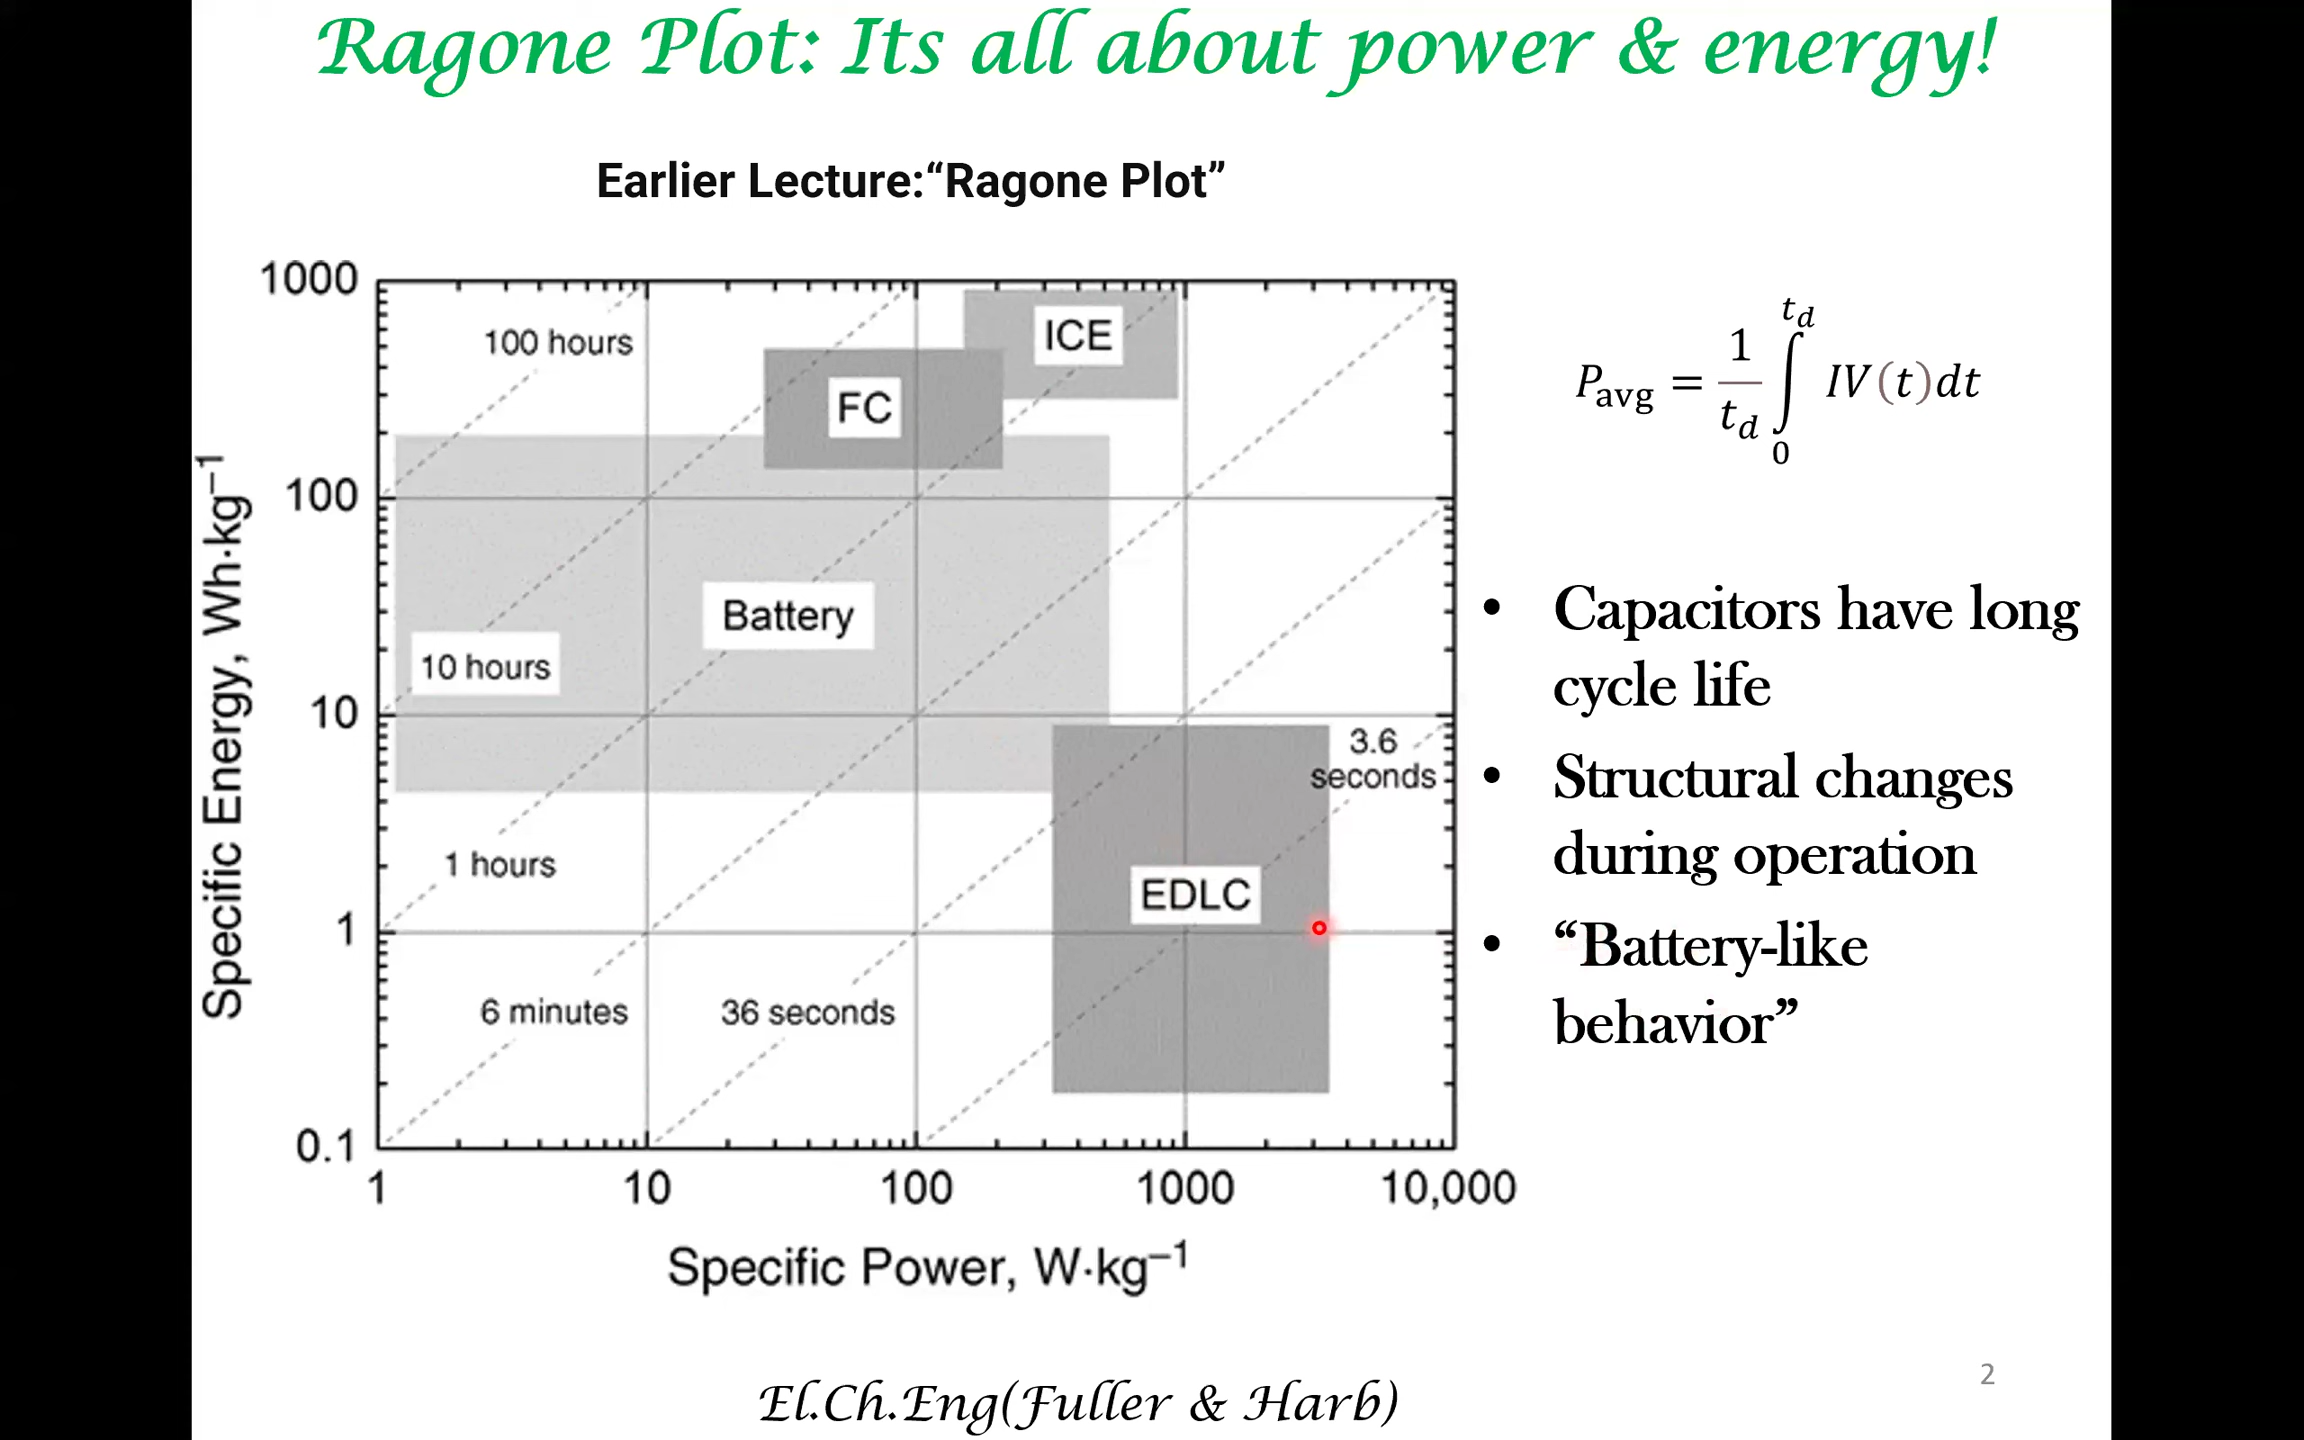 Ragone Plot: Its all about power & energy!
Earlier Lecture:“Ragone Plot”
1000
100
10
1
0.1
Specific Energy, Wh·kg⁻¹
100 hours
ICE
FC
Battery
10 hours
3.6
seconds
1 hours
EDLC
6 minutes
36 seconds
1
10
100
1000
10,000
Specific Power, W·kg⁻¹
P_avg = 1/t_d ∫_0^{t_d} IV(t)dt
• Capacitors have long
cycle life
• Structural changes
during operation
• “Battery-like
behavior”
El.Ch.Eng(Fuller & Harb)
2